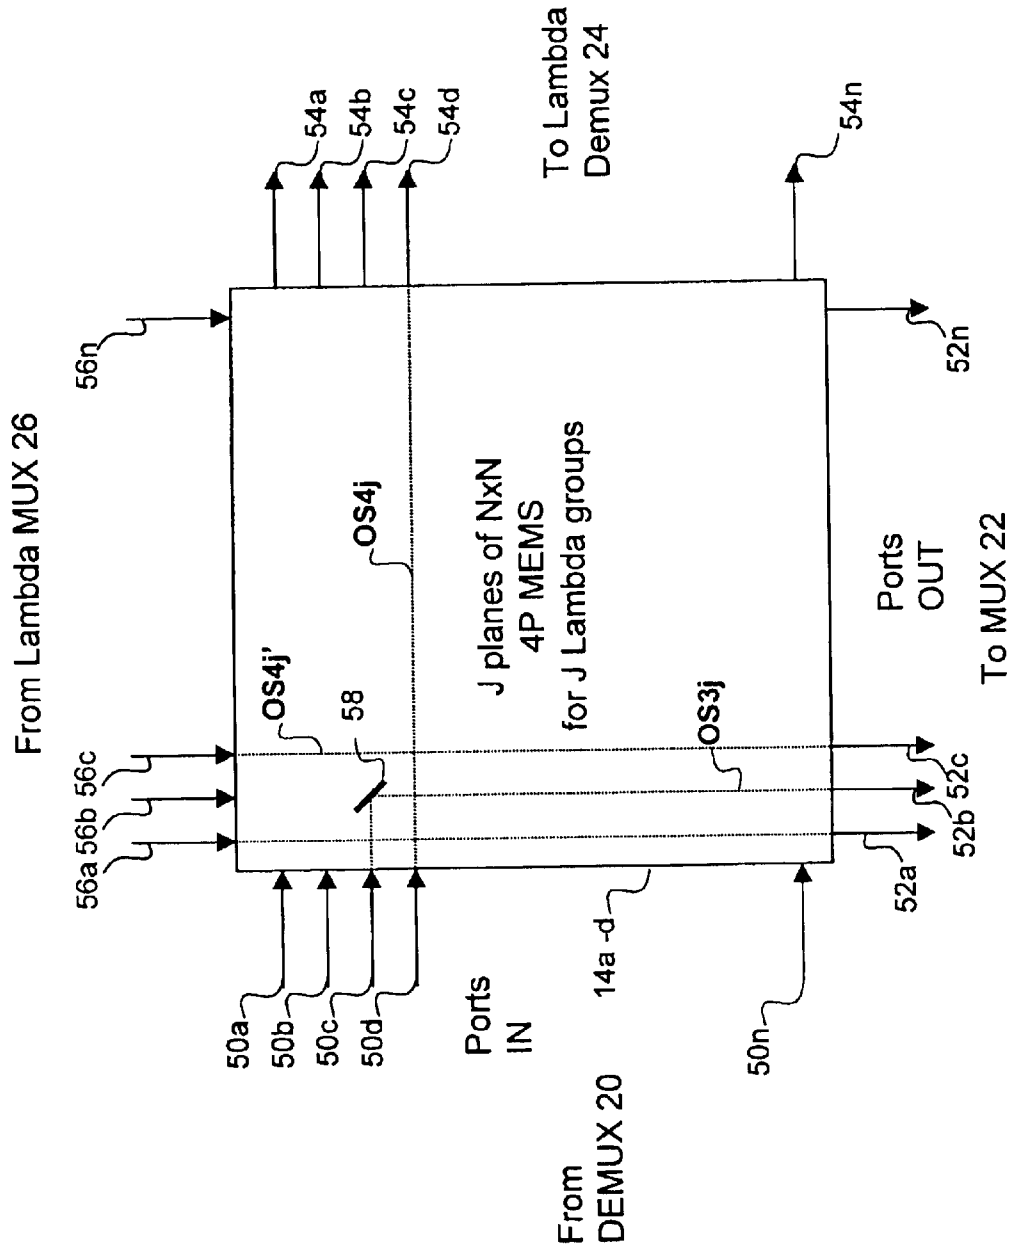 From Lambda MUX 26
56a
56b
56c
56n
54a
54b
54c
54d
To Lambda
Demux 24
54n
50a
50b
50c
50d
Ports
IN
From
DEMUX 20
50n
14a -d
OS4j'
58
OS4j
J planes of NxN
4P MEMS
for J Lambda groups
OS3j
52a
52b
52c
52n
Ports
OUT
To MUX 22